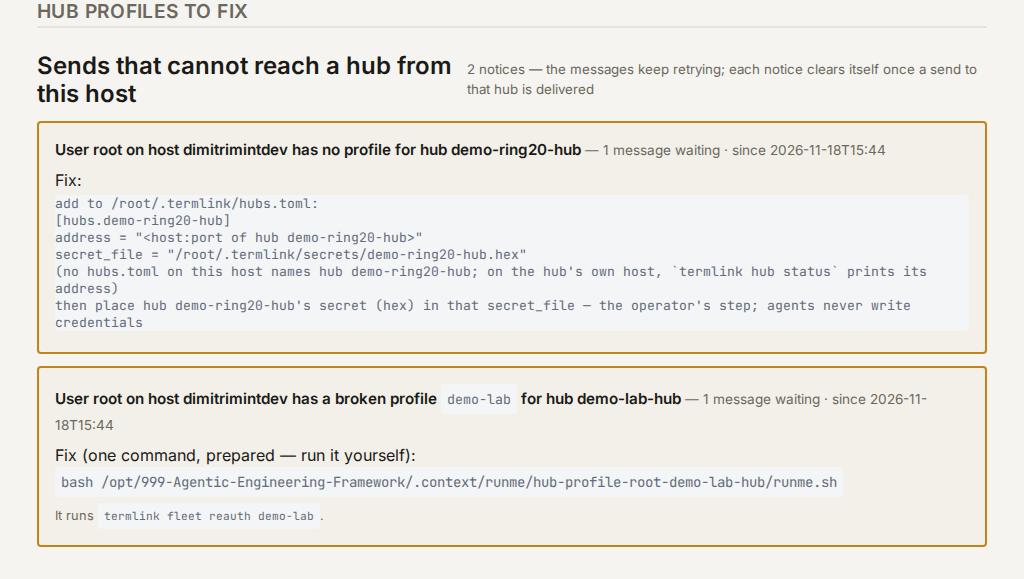 HUB PROFILES TO FIX
Sends that cannot reach a hub from
this host
2 notices — the messages keep retrying; each notice clears itself once a send to
that hub is delivered
User root on host dimitrimintdev has no profile for hub demo-ring20-hub — 1 message waiting · since 2026-11-18T15:44
Fix:
add to /root/.termlink/hubs.toml:
[hubs.demo-ring20-hub]
address = "<host:port of hub demo-ring20-hub>"
secret_file = "/root/.termlink/secrets/demo-ring20-hub.hex"
(no hubs.toml on this host names hub demo-ring20-hub; on the hub's own host, `termlink hub status` prints its
address)
then place hub demo-ring20-hub's secret (hex) in that secret_file — the operator's step; agents never write
credentials
User root on host dimitrimintdev has a broken profile demo-lab for hub demo-lab-hub — 1 message waiting · since 2026-11-
18T15:44
Fix (one command, prepared — run it yourself):
bash /opt/999-Agentic-Engineering-Framework/.context/runme/hub-profile-root-demo-lab-hub/runme.sh
It runs termlink fleet reauth demo-lab .